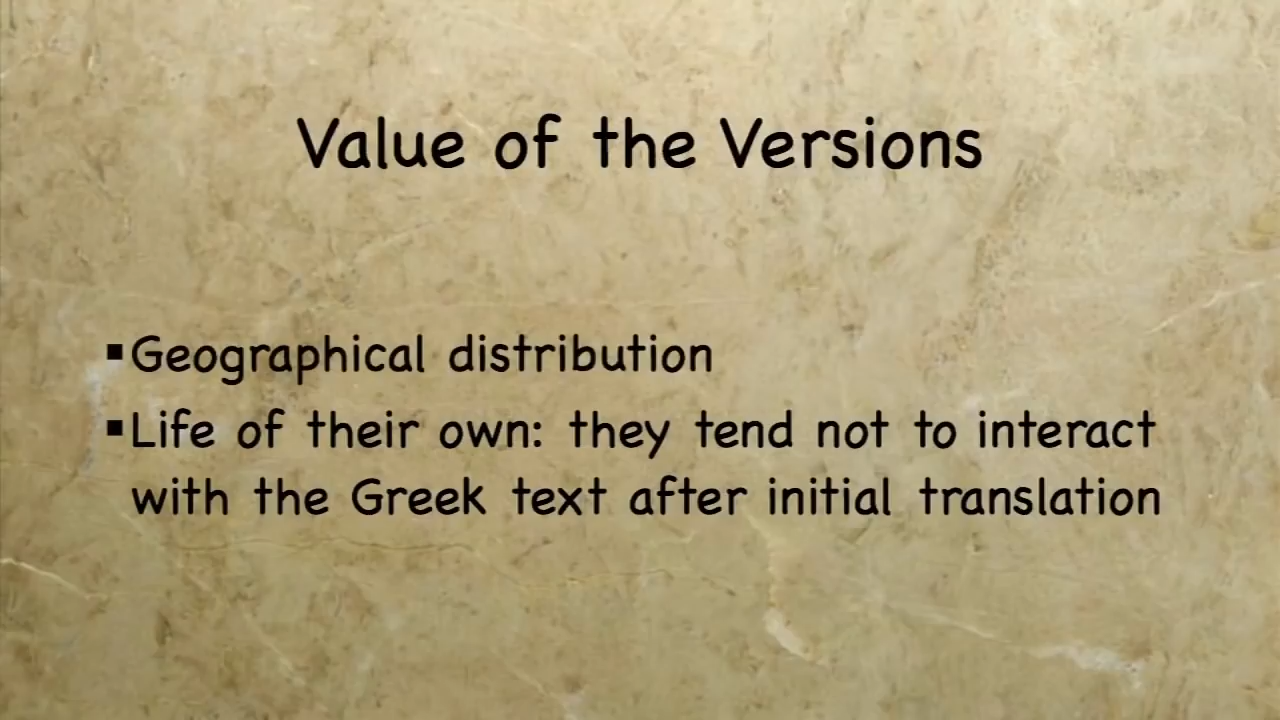 Value of the Versions
▪Geographical distribution
▪Life of their own: they tend not to interact
with the Greek text after initial translation